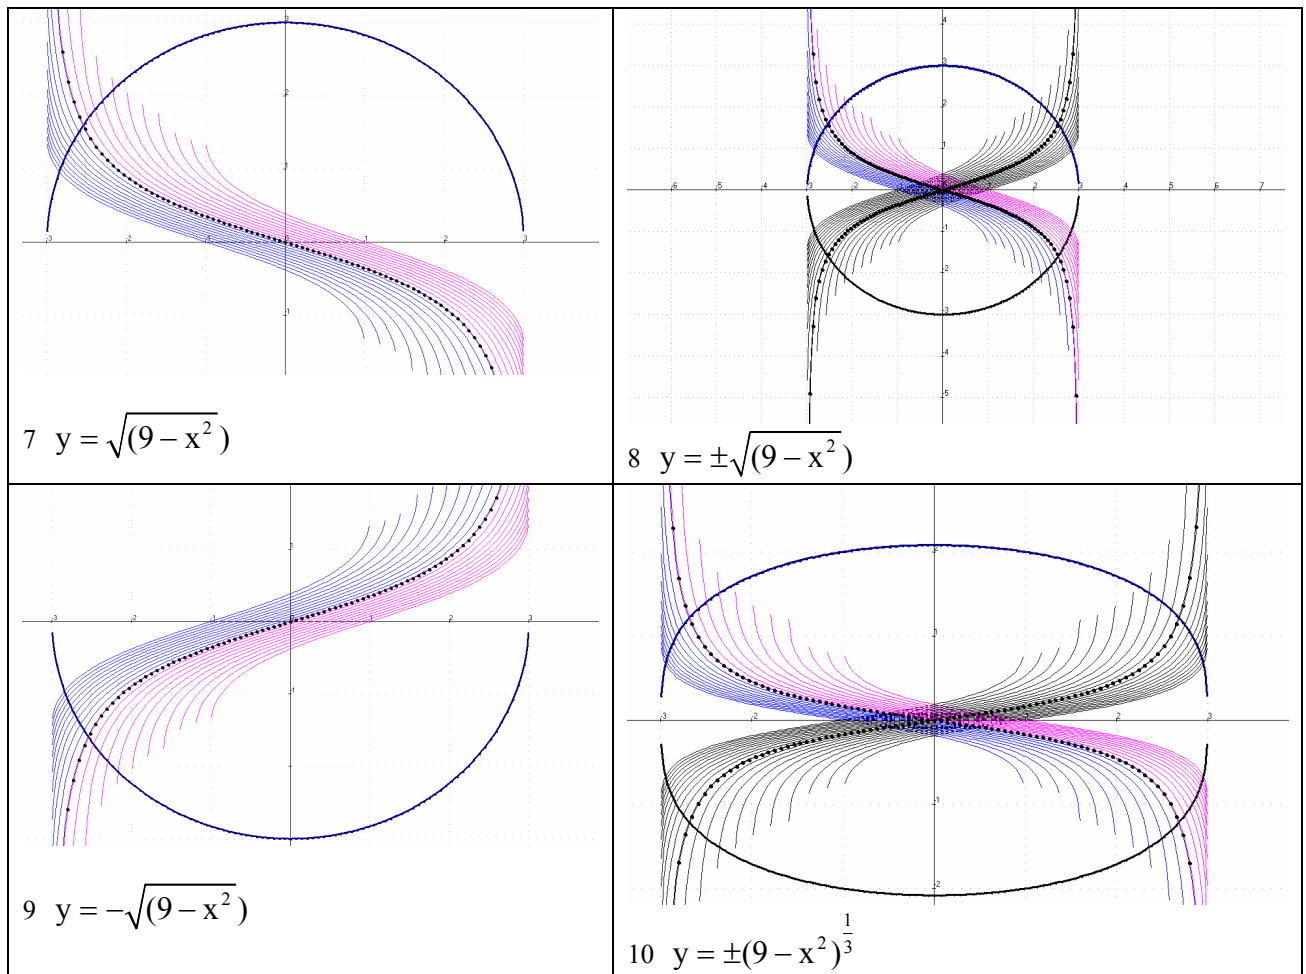 7 y = √(9 − x²)
8 y = ±√(9 − x²)
9 y = −√(9 − x²)
10 y = ±(9 − x²)^(1/3)